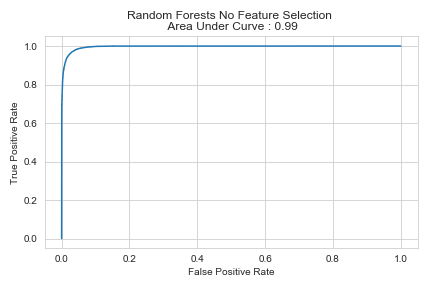 Random Forests No Feature Selection
Area Under Curve : 0.99
1.0
0.8
0.6
0.4
0.2
0.0
True Positive Rate
0.0 0.2 0.4 0.6 0.8 1.0
False Positive Rate